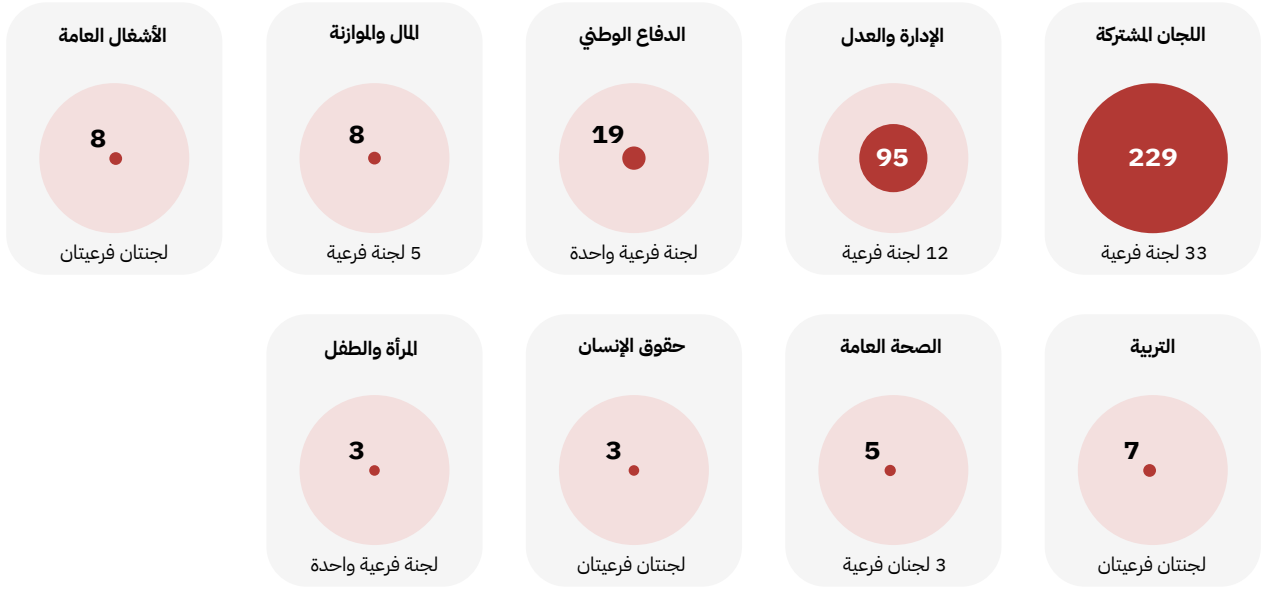 اللجان المشتركة
229
33 لجنة فرعية
الإدارة والعدل
95
12 لجنة فرعية
الدفاع الوطني
19
لجنة فرعية واحدة
المال والموازنة
8
5 لجنة فرعية
الأشغال العامة
8
لجنتان فرعيتان
التربية
7
لجنتان فرعيتان
الصحة العامة
5
3 لجنان فرعية
حقوق الإنسان
3
لجنتان فرعيتان
المرأة والطفل
3
لجنة فرعية واحدة